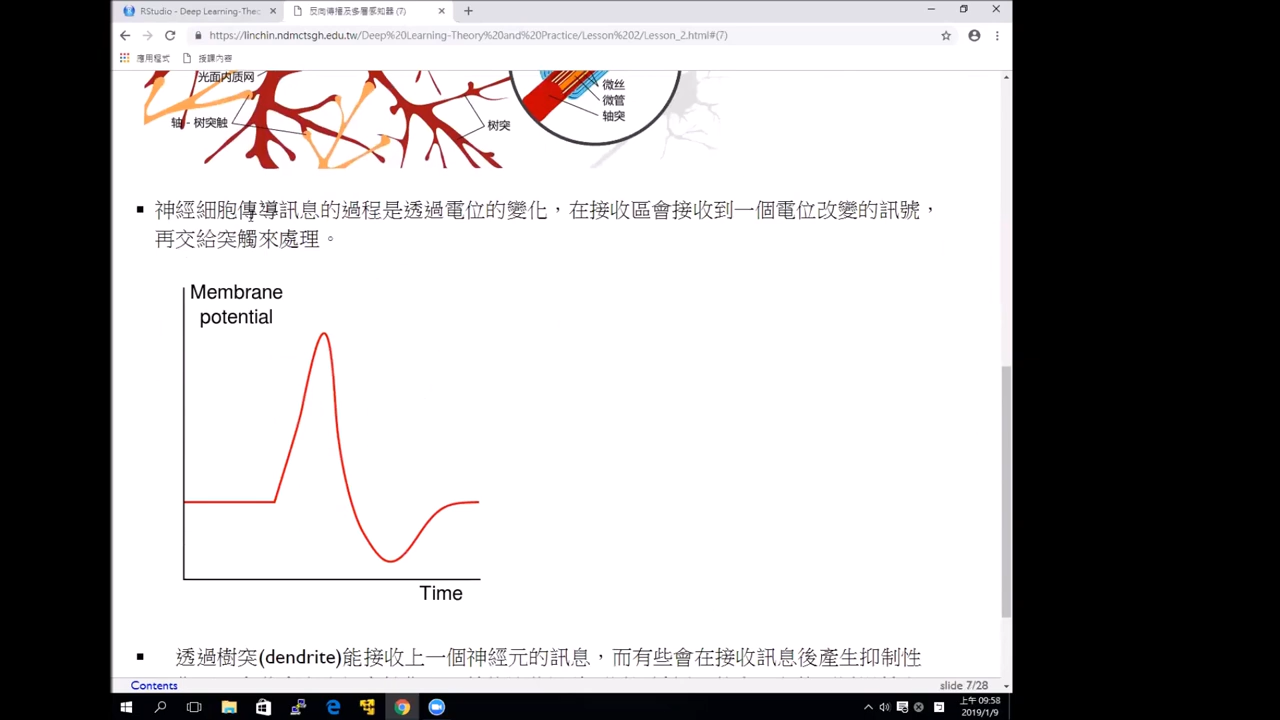 RStudio - Deep Learning-Theo
反向傳播及多層感知器 (7)
https://linchin.ndmctsgh.edu.tw/Deep%20Learning-Theory%20and%20Practice/Lesson%202/Lesson_2.html#(7)
應用程式
授課內容
光面内质网
微丝
微管
轴突
轴 - 树突触
树突
神經細胞傳導訊息的過程是透過電位的變化，在接收區會接收到一個電位改變的訊號，
再交給突觸來處理。
Membrane
potential
Time
透過樹突(dendrite)能接收上一個神經元的訊息，而有些會在接收訊息後產生抑制性
Contents
slide 7/28
上午 09:58
2019/1/9